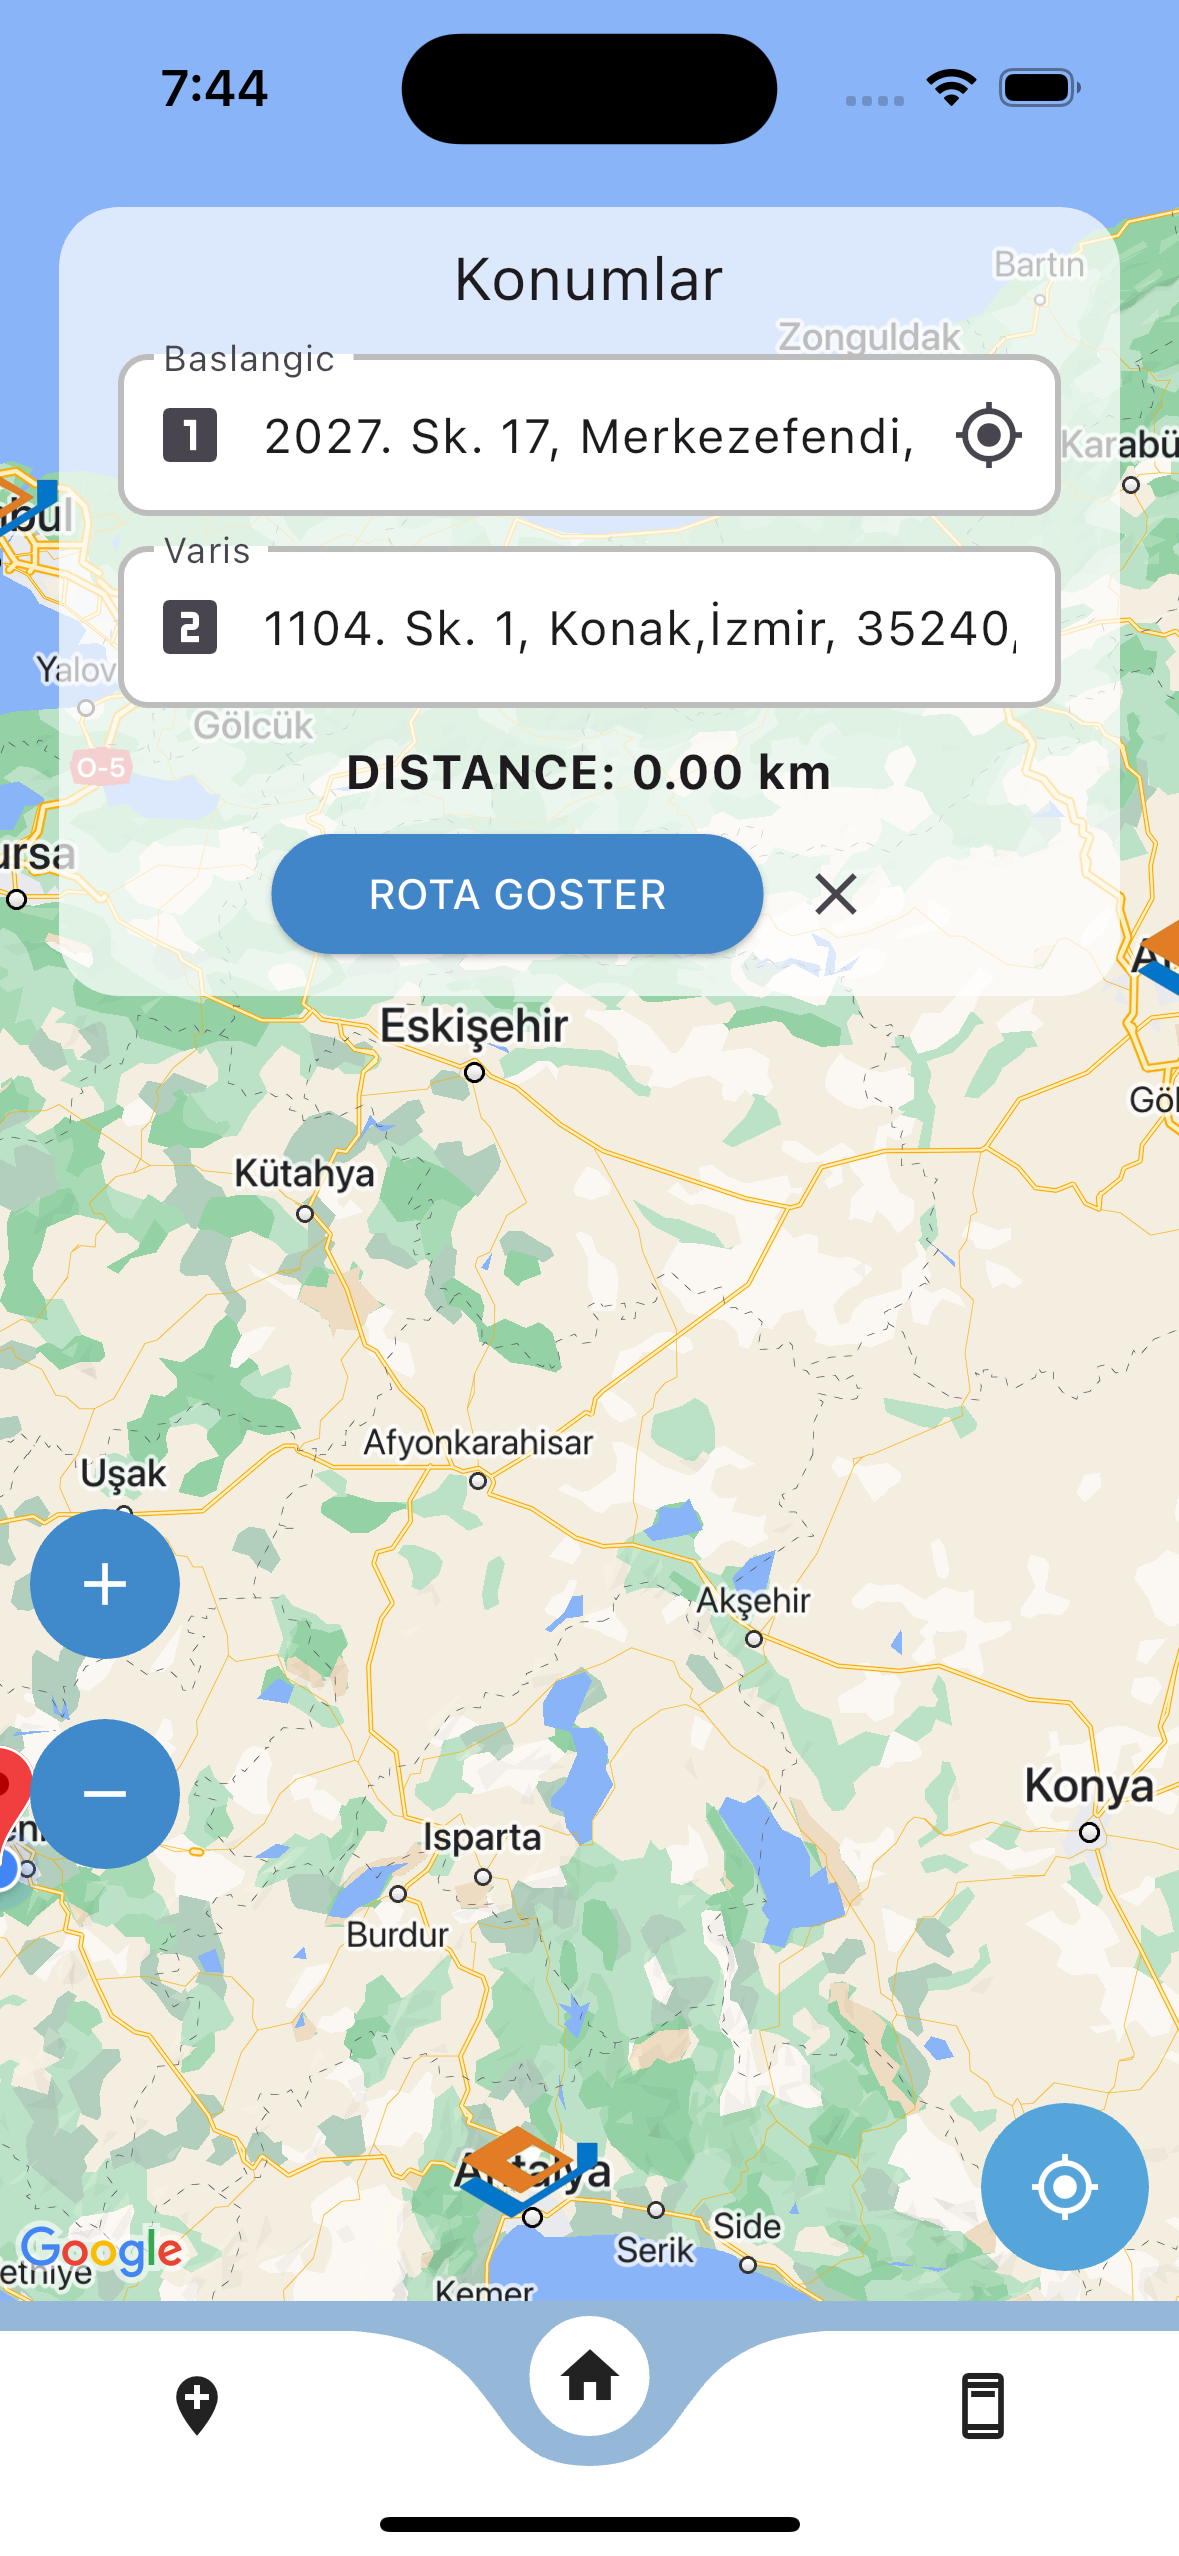 7:44
Konumlar
Bartın
Zonguldak
Baslangic
1 2027. Sk. 17, Merkezefendi,
Karabü
bul
Varis
2 1104. Sk. 1, Konak,İzmir, 35240,
Yalov
Gölcük
O-5
DISTANCE: 0.00 km
ursa
ROTA GOSTER
Eskişehir
Göl
Kütahya
Afyonkarahisar
Uşak
Akşehir
Konya
Isparta
Burdur
Antalya
Side
Serik
Google
ethiye
Kemer